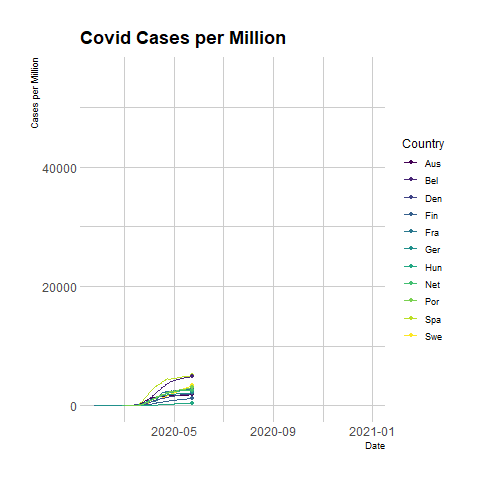 Covid Cases per Million
Cases per Million
40000
20000
0
2020-05
2020-09
2021-01
Date
Country
Aus
Bel
Den
Fin
Fra
Ger
Hun
Net
Por
Spa
Swe